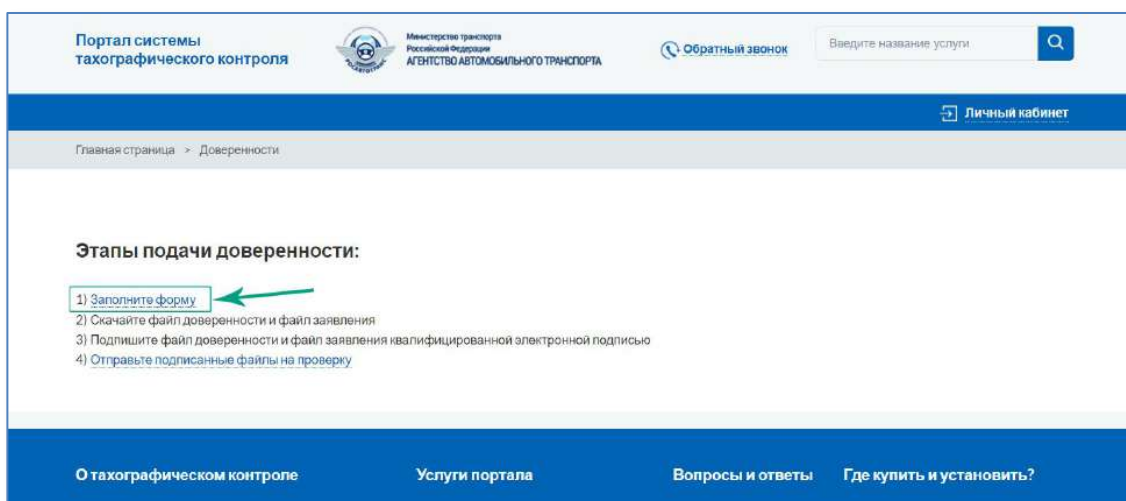 Портал системы
тахографического контроля
Министерство транспорта
Российской Федерации
АГЕНТСТВО АВТОМОБИЛЬНОГО ТРАНСПОРТА
РОСАВТОТРАНС
Обратный звонок
Введите название услуги
Личный кабинет
Главная страница > Доверенности
Этапы подачи доверенности:
1) Заполните форму
2) Скачайте файл доверенности и файл заявления
3) Подпишите файл доверенности и файл заявления квалифицированной электронной подписью
4) Отправьте подписанные файлы на проверку
О тахографическом контроле
Услуги портала
Вопросы и ответы
Где купить и установить?